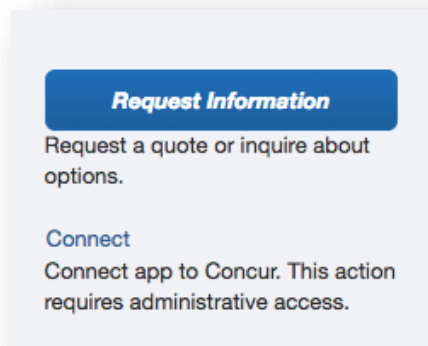 Request Information
Request a quote or inquire about
options.
Connect
Connect app to Concur. This action
requires administrative access.